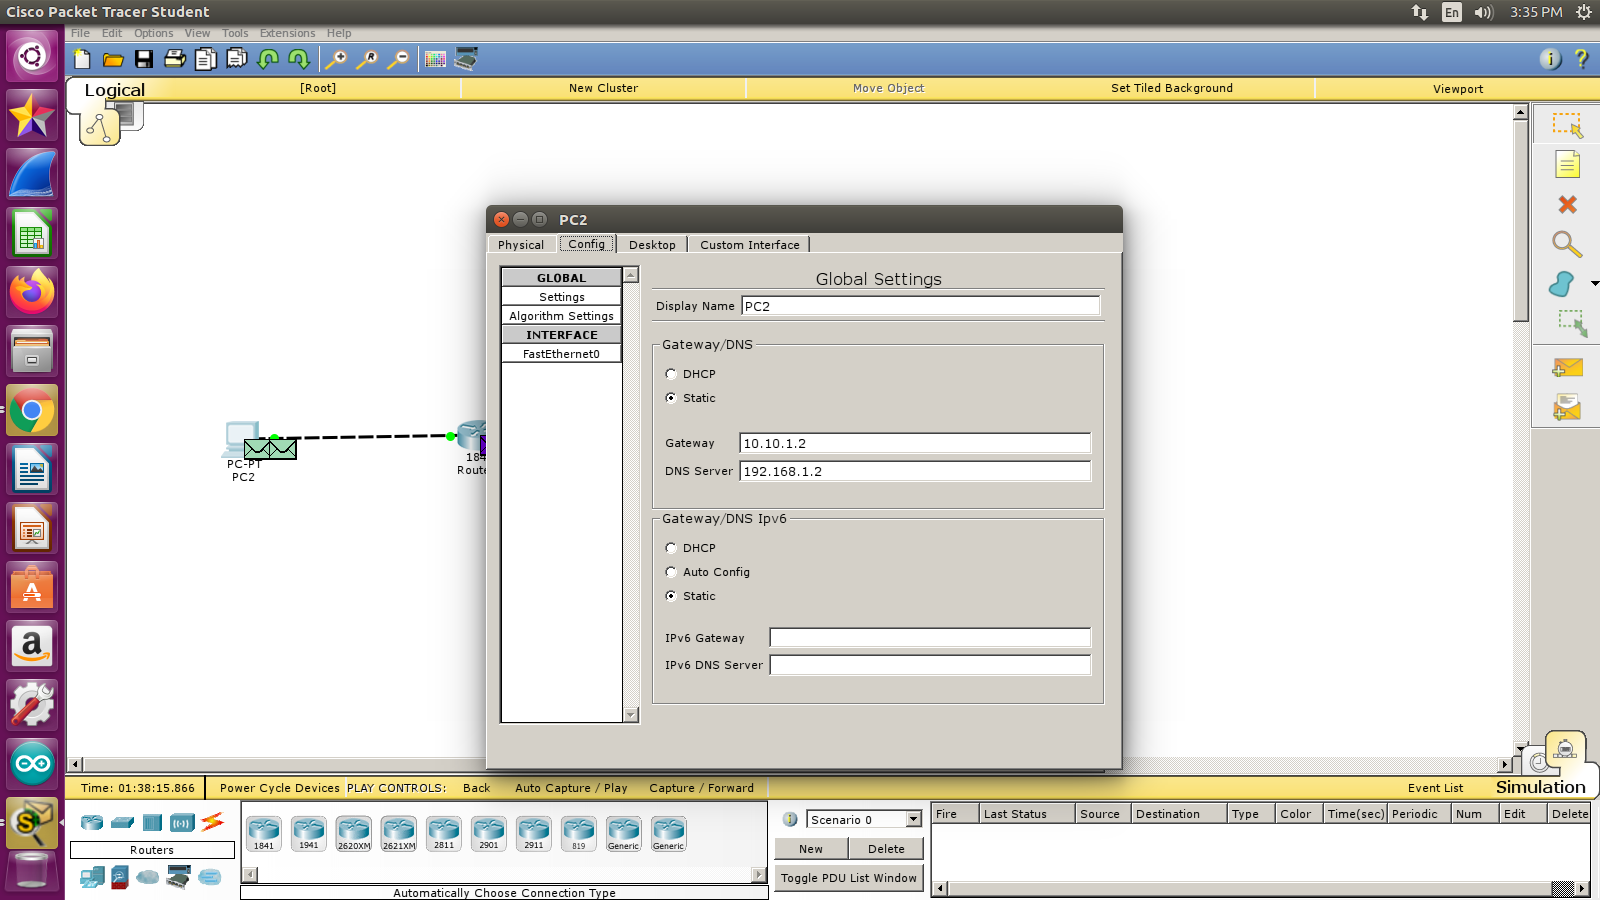 Cisco Packet Tracer Student
En
3:35 PM
File Edit Options View Tools Extensions Help
Logical
[Root]
New Cluster
Move Object
Set Tiled Background
Viewport
PC2
Physical
Config
Desktop
Custom Interface
GLOBAL
Settings
Algorithm Settings
INTERFACE
FastEthernet0
Global Settings
Display Name PC2
Gateway/DNS
DHCP
Static
Gateway 10.10.1.2
DNS Server 192.168.1.2
Gateway/DNS Ipv6
DHCP
Auto Config
Static
IPv6 Gateway
IPv6 DNS Server
PC-PT
PC2
184
Route
Time: 01:38:15.866
Power Cycle Devices
PLAY CONTROLS:
Back
Auto Capture / Play
Capture / Forward
Event List
Simulation
Routers
1841
1941
2620XM
2621XM
2811
2901
2911
819
Generic
Generic
Automatically Choose Connection Type
Scenario 0
New
Delete
Toggle PDU List Window
Fire
Last Status
Source
Destination
Type
Color
Time(sec)
Periodic
Num
Edit
Delete